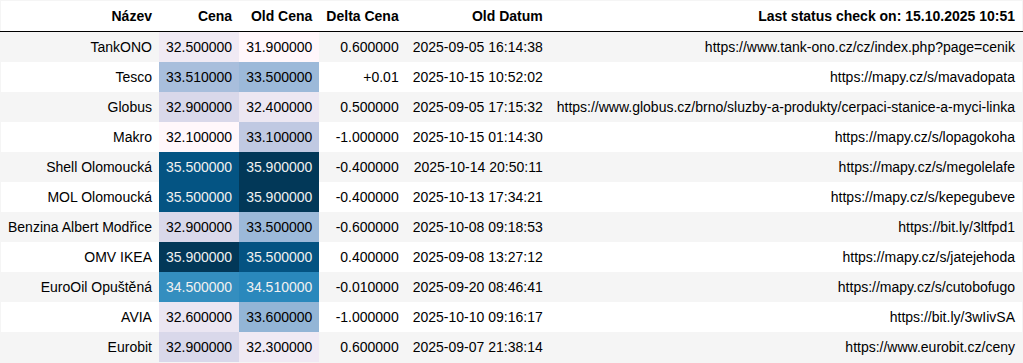 Název Cena Old Cena Delta Cena Old Datum Last status check on: 15.10.2025 10:51
TankONO 32.500000 31.900000 0.600000 2025-09-05 16:14:38 https://www.tank-ono.cz/cz/index.php?page=cenik
Tesco 33.510000 33.500000 +0.01 2025-10-15 10:52:02 https://mapy.cz/s/mavadopata
Globus 32.900000 32.400000 0.500000 2025-09-05 17:15:32 https://www.globus.cz/brno/sluzby-a-produkty/cerpaci-stanice-a-myci-linka
Makro 32.100000 33.100000 -1.000000 2025-10-15 01:14:30 https://mapy.cz/s/lopagokoha
Shell Olomoucká 35.500000 35.900000 -0.400000 2025-10-14 20:50:11 https://mapy.cz/s/megolelafe
MOL Olomoucká 35.500000 35.900000 -0.400000 2025-10-13 17:34:21 https://mapy.cz/s/kepegubeve
Benzina Albert Modřice 32.900000 33.500000 -0.600000 2025-10-08 09:18:53 https://bit.ly/3ltfpd1
OMV IKEA 35.900000 35.500000 0.400000 2025-09-08 13:27:12 https://mapy.cz/s/jatejehoda
EuroOil Opuštěná 34.500000 34.510000 -0.010000 2025-09-20 08:46:41 https://mapy.cz/s/cutobofugo
AVIA 32.600000 33.600000 -1.000000 2025-10-10 09:16:17 https://bit.ly/3wIivSA
Eurobit 32.900000 32.300000 0.600000 2025-09-07 21:38:14 https://www.eurobit.cz/ceny